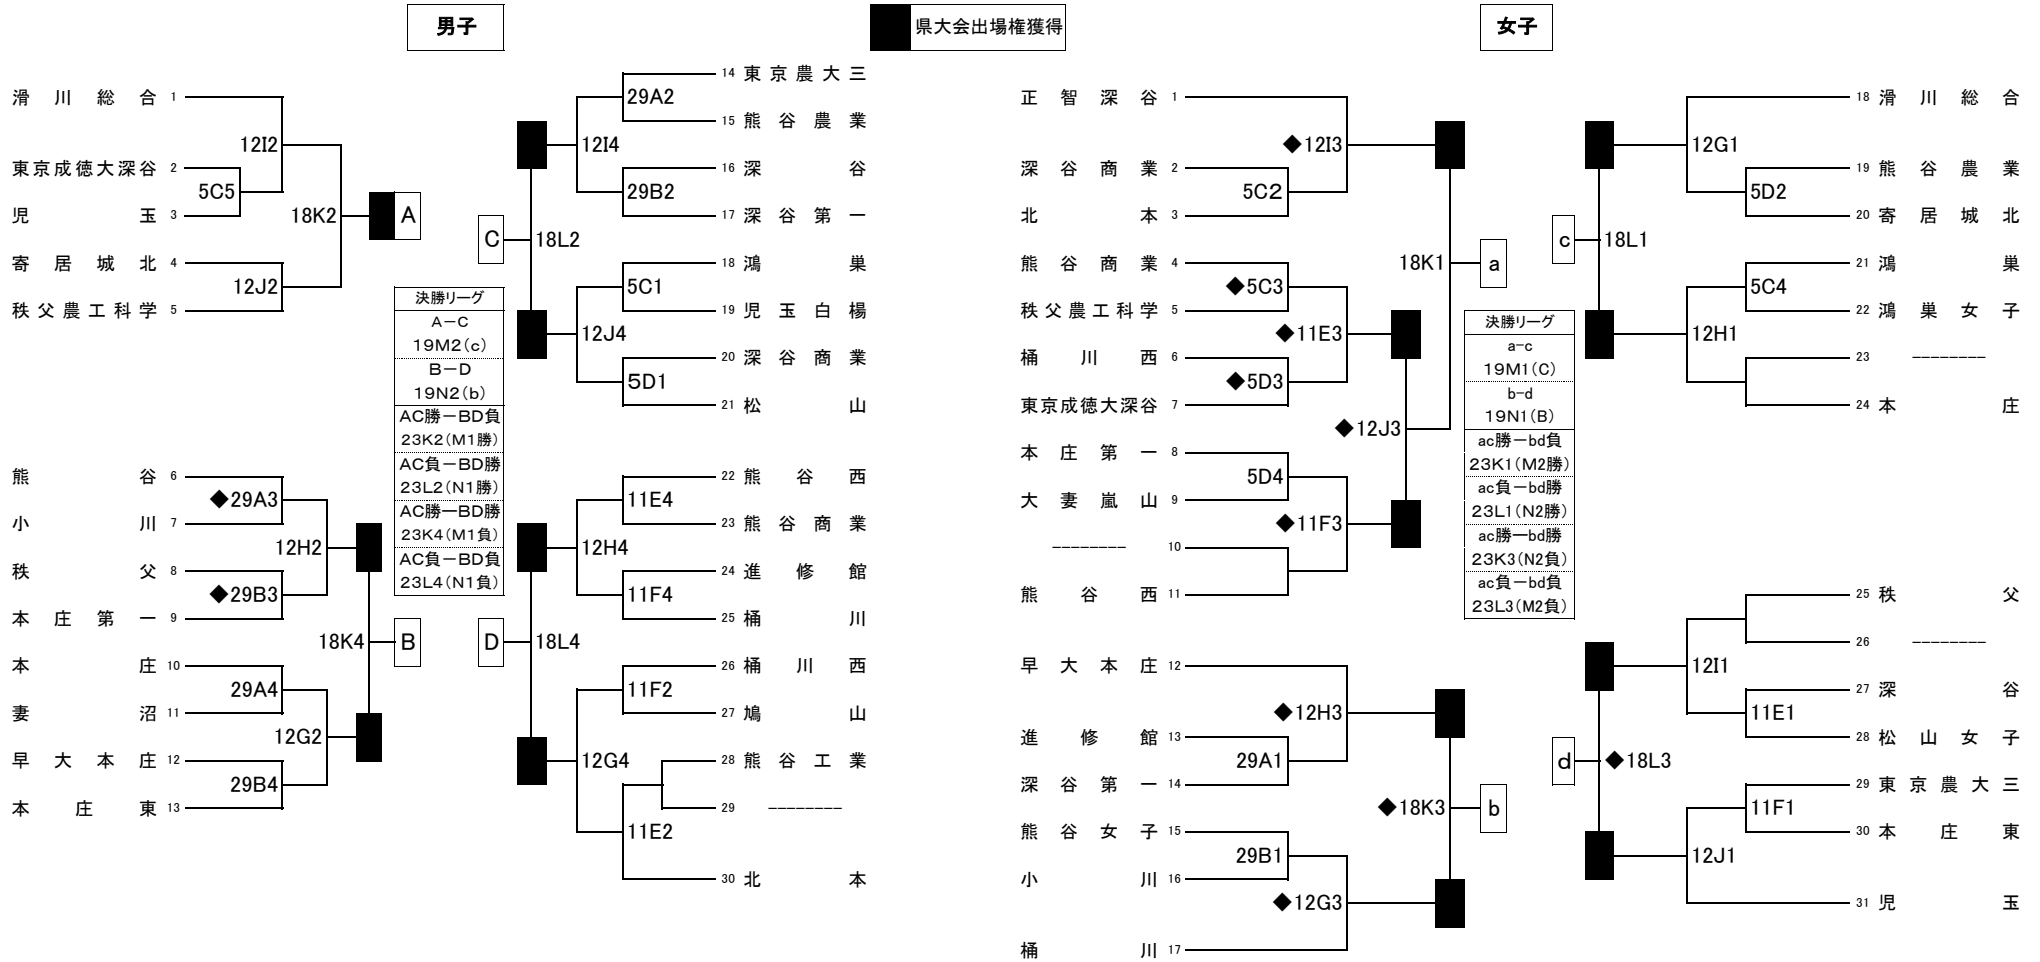 男子
県大会出場権獲得
女子
滑川総合 1
12I2
東京成徳大深谷 2
5C5
児玉 3
18K2
A
寄居城北 4
12J2
秩父農工科学 5
熊谷 6
◆29A3
小川 7
12H2
秩父 8
◆29B3
本庄第一 9
18K4
B
本庄 10
29A4
妻沼 11
12G2
早大本庄 12
29B4
本庄東 13
決勝リーグ
A－C
19M2(c)
B－D
19N2(b)
AC勝－BD負
23K2(M1勝)
AC負－BD勝
23L2(N1勝)
AC勝－BD勝
23K4(M1負)
AC負－BD負
23L4(N1負)
14 東京農大三
29A2
15 熊谷農業
12I4
16 深谷
29B2
17 深谷第一
C
18L2
18 鴻巣
5C1
19 児玉白楊
12J4
20 深谷商業
5D1
21 松山
22 熊谷西
11E4
23 熊谷商業
12H4
24 進修館
11F4
25 桶川
D
18L4
26 桶川西
11F2
27 鳩山
12G4
28 熊谷工業
29 --------
11E2
30 北本
正智深谷 1
◆12I3
深谷商業 2
5C2
北本 3
18K1
a
熊谷商業 4
◆5C3
秩父農工科学 5
◆11E3
桶川西 6
◆5D3
東京成徳大深谷 7
◆12J3
本庄第一 8
5D4
大妻嵐山 9
◆11F3
-------- 10
熊谷西 11
早大本庄 12
◆12H3
進修館 13
29A1
深谷第一 14
◆18K3
b
熊谷女子 15
29B1
小川 16
◆12G3
桶川 17
決勝リーグ
a-c
19M1(C)
b-d
19N1(B)
ac勝－bd負
23K1(M2勝)
ac負－bd勝
23L1(N2勝)
ac勝－bd勝
23K3(N2負)
ac負－bd負
23L3(M2負)
18 滑川総合
12G1
19 熊谷農業
5D2
20 寄居城北
c
18L1
21 鴻巣
5C4
22 鴻巣女子
12H1
23 --------
24 本庄
25 秩父
26 --------
12I1
27 深谷
11E1
28 松山女子
d
◆18L3
29 東京農大三
11F1
30 本庄東
12J1
31 児玉